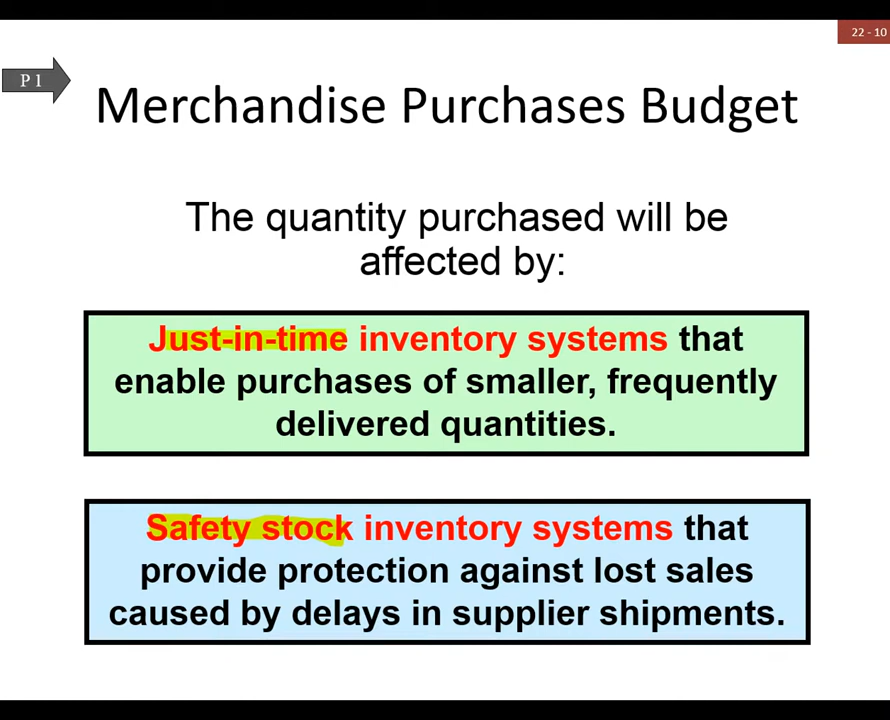 22 - 10
P 1
Merchandise Purchases Budget
The quantity purchased will be
affected by:
Just-in-time inventory systems that
enable purchases of smaller, frequently
delivered quantities.
Safety stock inventory systems that
provide protection against lost sales
caused by delays in supplier shipments.